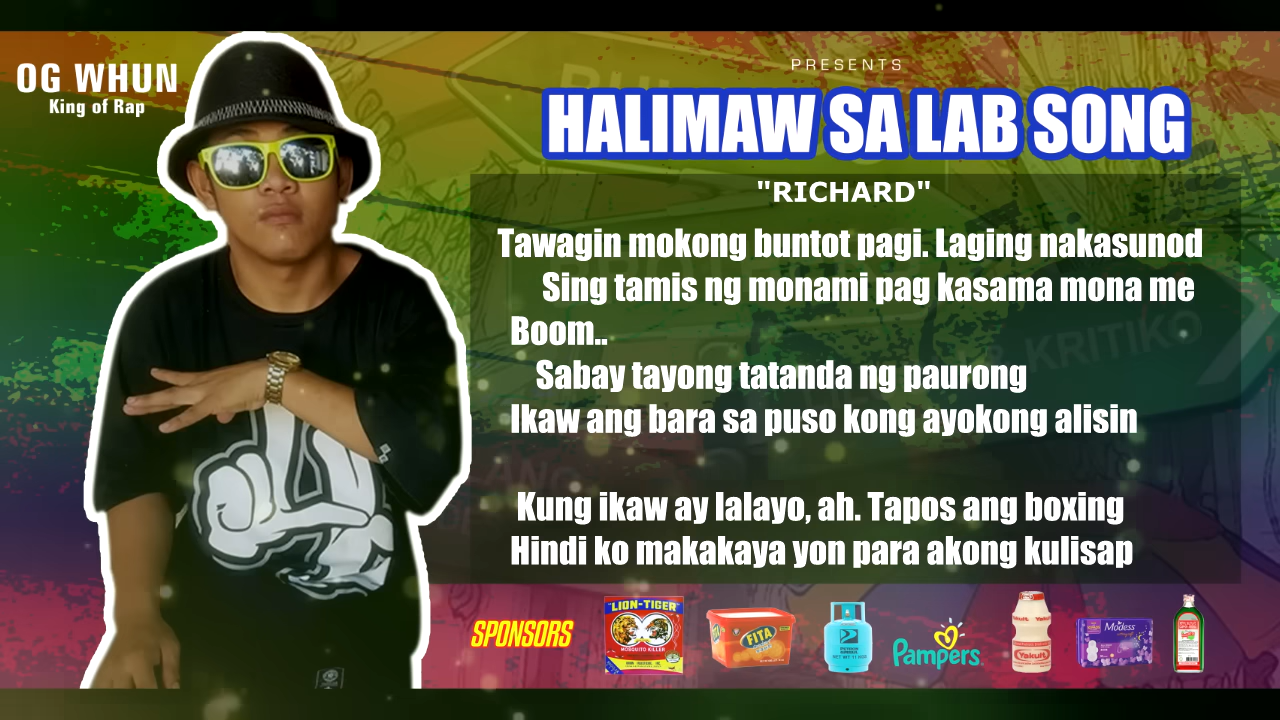 OG WHUN
King of Rap
PRESENTS
HALIMAW SA LAB SONG
"RICHARD"
Tawagin mokong buntot pagi. Laging nakasunod
Sing tamis ng monami pag kasama mona me
Boom..
Sabay tayong tatanda ng paurong
Ikaw ang bara sa puso kong ayokong alisin
Kung ikaw ay lalayo, ah. Tapos ang boxing
Hindi ko makakaya yon para akong kulisap
KRITIKO
SPONSORS
"LION-TIGER"
MOSQUITO KILLER
FITA
Pampers
Yakult
Modess